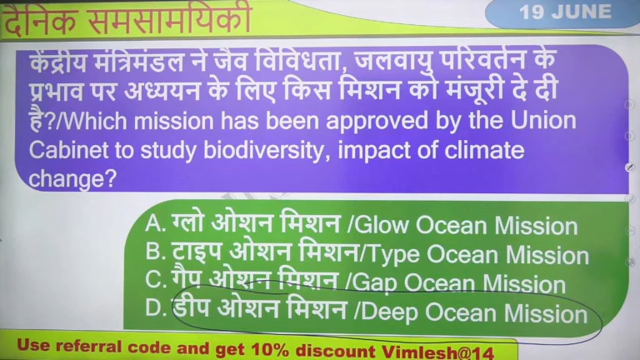 दैनिक समसामयिकी
19 JUNE
केंद्रीय मंत्रिमंडल ने जैव विविधता, जलवायु परिवर्तन के
प्रभाव पर अध्ययन के लिए किस मिशन को मंजूरी दे दी
है?/Which mission has been approved by the Union
Cabinet to study biodiversity, impact of climate
change?
A. ग्लो ओशन मिशन /Glow Ocean Mission
B. टाइप ओशन मिशन/Type Ocean Mission
C. गैप ओशन मिशन /Gap Ocean Mission
D. डीप ओशन मिशन /Deep Ocean Mission
Use referral code and get 10% discount Vimlesh@14